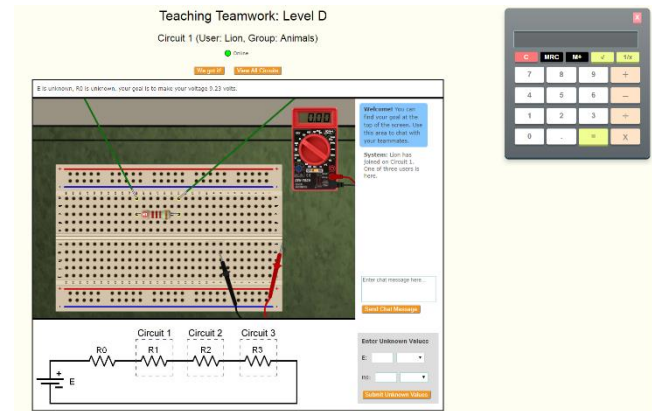 Teaching Teamwork: Level D
Circuit 1 (User: Lion, Group: Animals)
Online
We got it!
View All Circuits
E is unknown, R0 is unknown, your goal is to make your voltage 9.23 volts.
0.00
Welcome! You can
find your goal at the
top of the screen. Use
this area to chat with
your teammates.
System: Lion has
joined on Circuit 1.
One of three users is
here.
Enter chat message here...
Send Chat Message
Circuit 1 Circuit 2 Circuit 3
R0 R1 R2 R3
+
E
Enter Unknown Values
E:
R0:
Submit Unknown Values
X
C MRC M+ √ 1/x
7 8 9 +
4 5 6 −
1 2 3 ÷
0 . = X